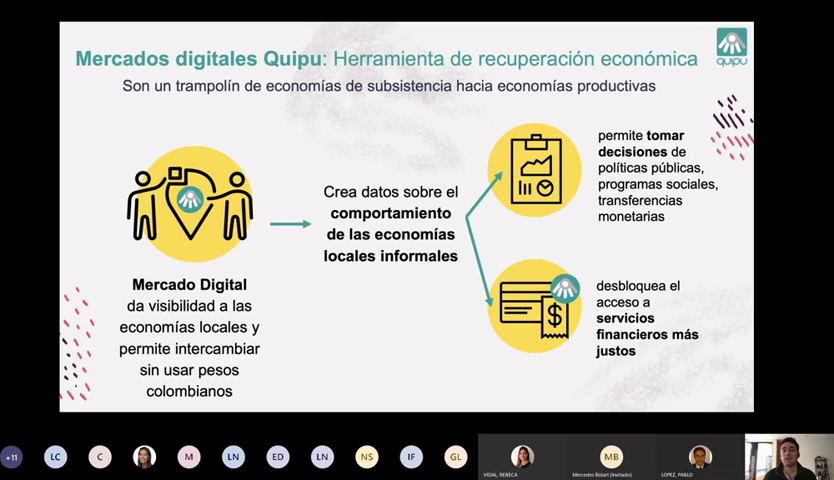 Mercados digitales Quipu: Herramienta de recuperación económica
Son un trampolín de economías de subsistencia hacia economías productivas
quipu
Mercado Digital
da visibilidad a las
economías locales y
permite intercambiar
sin usar pesos
colombianos
Crea datos sobre el
comportamiento
de las economías
locales informales
permite tomar
decisiones de
políticas públicas,
programas sociales,
transferencias
monetarias
$
desbloquea el
acceso a
servicios
financieros más
justos
+11
LC
C
M
LN
ED
LN
NS
IF
GL
VIDAL, REBECA
MB
Mercedes Bidart (Invitado)
LOPEZ, PABLO